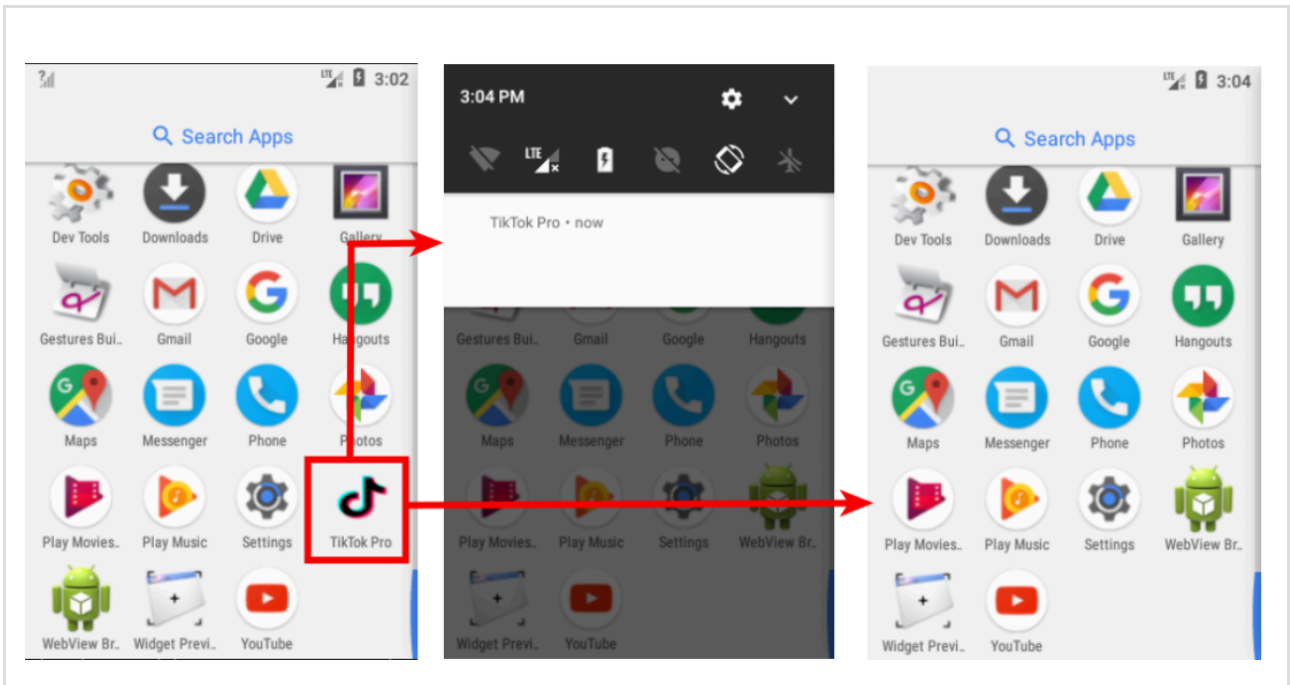 ? LTE 3:02
Search Apps
Dev Tools Downloads Drive Gallery
Gestures Bui.. Gmail Google Hangouts
Maps Messenger Phone Photos
Play Movies.. Play Music Settings TikTok Pro
WebView Br.. Widget Previ.. YouTube
3:04 PM
LTE
TikTok Pro • now
Gestures Bui.. Gmail Google Hangouts
Maps Messenger Phone Photos
Play Movies.. Play Music Settings WebView Br..
Widget Previ.. YouTube
LTE 3:04
Search Apps
Dev Tools Downloads Drive Gallery
Gestures Bui.. Gmail Google Hangouts
Maps Messenger Phone Photos
Play Movies.. Play Music Settings WebView Br..
Widget Previ.. YouTube